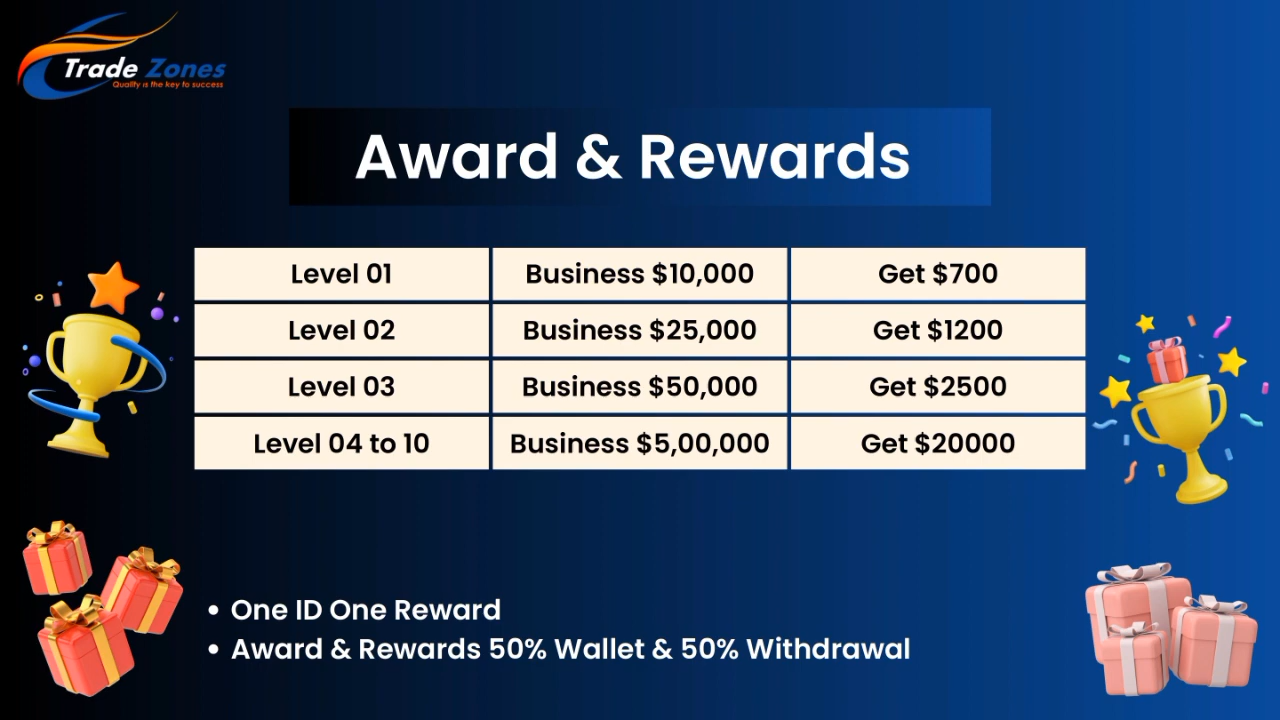 Trade Zones
Quality is the key to success
Award & Rewards
Level 01 Business $10,000 Get $700
Level 02 Business $25,000 Get $1200
Level 03 Business $50,000 Get $2500
Level 04 to 10 Business $5,00,000 Get $20000
• One ID One Reward
• Award & Rewards 50% Wallet & 50% Withdrawal